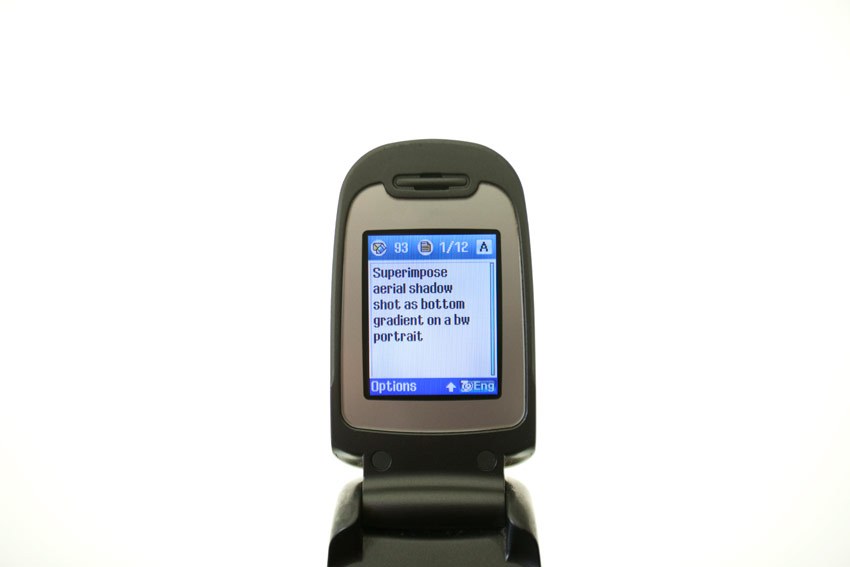 93 1/12 A
Superimpose
aerial shadow
shot as bottom
gradient on a bw
portrait
Options Eng